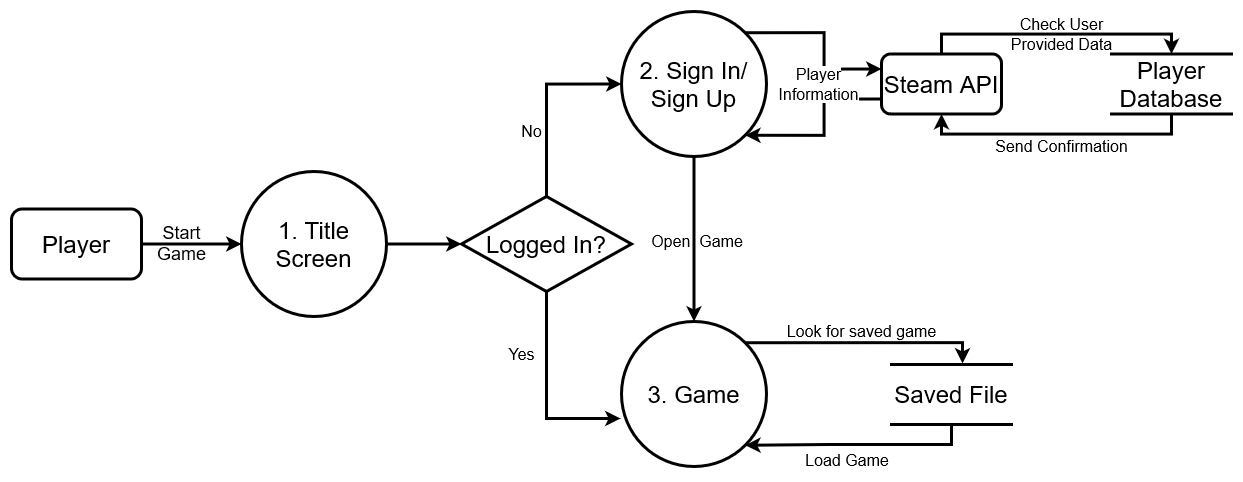 Check User
Provided Data
2. Sign In/
Sign Up
Player
Information
Steam API
Player
Database
No
Send Confirmation
Player
Start
Game
1. Title
Screen
Logged In?
Open Game
Yes
Look for saved game
3. Game
Saved File
Load Game